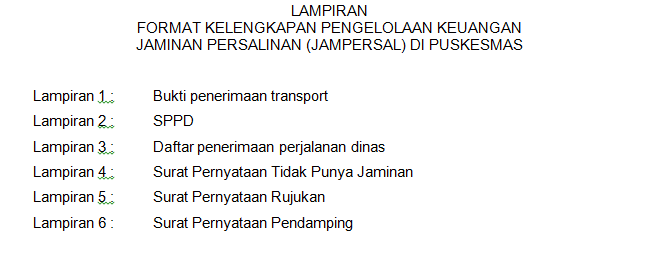 LAMPIRAN
FORMAT KELENGKAPAN PENGELOLAAN KEUANGAN
JAMINAN PERSALINAN (JAMPERSAL) DI PUSKESMAS
Lampiran 1 : Bukti penerimaan transport
Lampiran 2 : SPPD
Lampiran 3 : Daftar penerimaan perjalanan dinas
Lampiran 4 : Surat Pernyataan Tidak Punya Jaminan
Lampiran 5 : Surat Pernyataan Rujukan
Lampiran 6 : Surat Pernyataan Pendamping